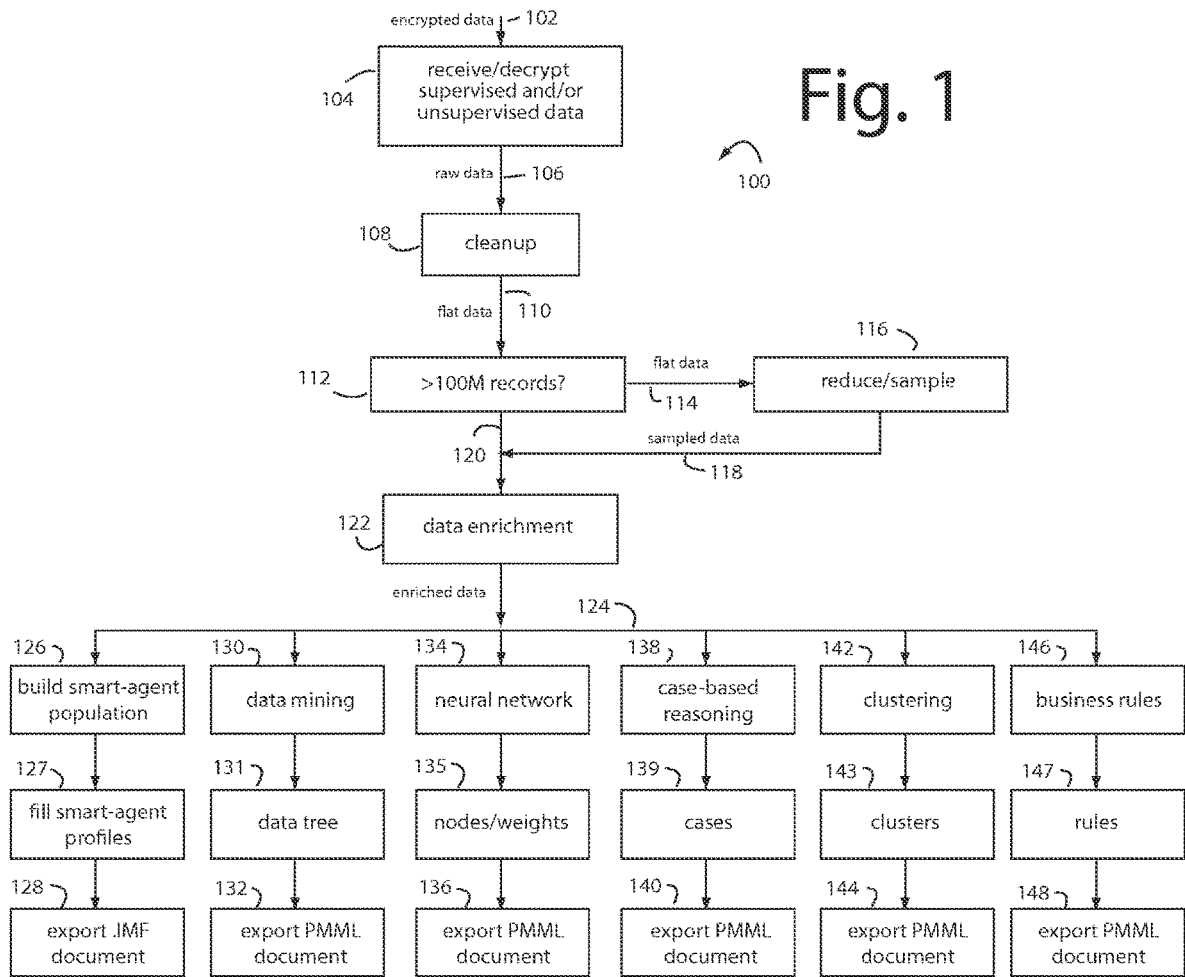 encrypted data
102
receive/decrypt
supervised and/or
unsupervised data
104
Fig. 1
100
raw data
106
108
cleanup
flat data
110
112
>100M records?
flat data
114
116
reduce/sample
120
sampled data
118
122
data enrichment
enriched data
124
126
130
134
138
142
146
build smart-agent
population
data mining
neural network
case-based
reasoning
clustering
business rules
127
131
135
139
143
147
fill smart-agent
profiles
data tree
nodes/weights
cases
clusters
rules
128
132
136
140
144
148
export .IMF
document
export PMML
document
export PMML
document
export PMML
document
export PMML
document
export PMML
document